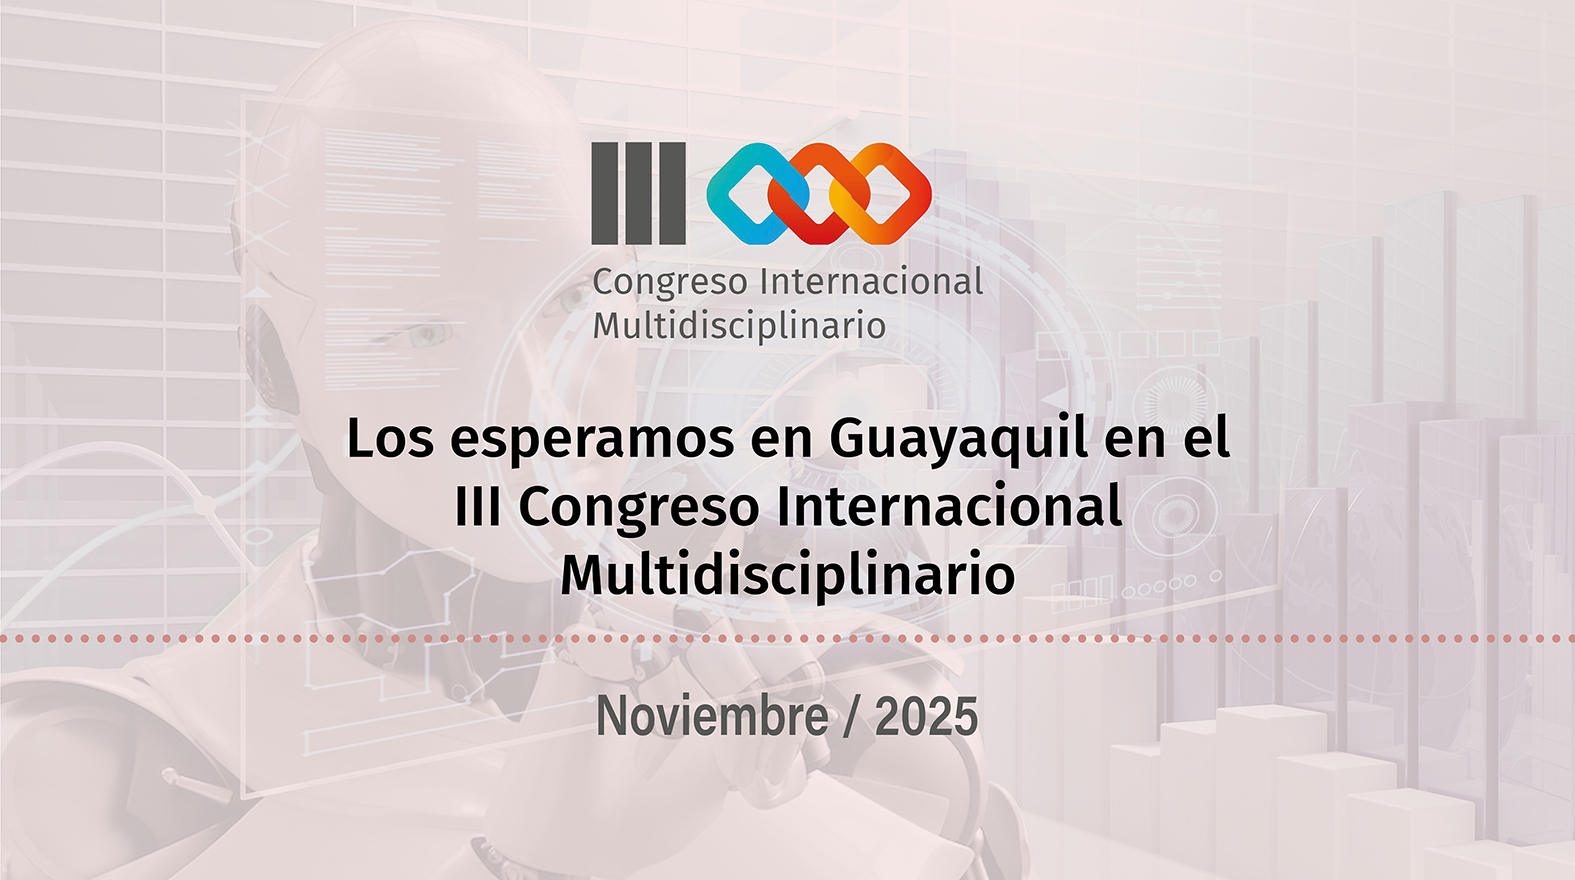 III
Congreso Internacional
Multidisciplinario
Los esperamos en Guayaquil en el
III Congreso Internacional
Multidisciplinario
Noviembre / 2025